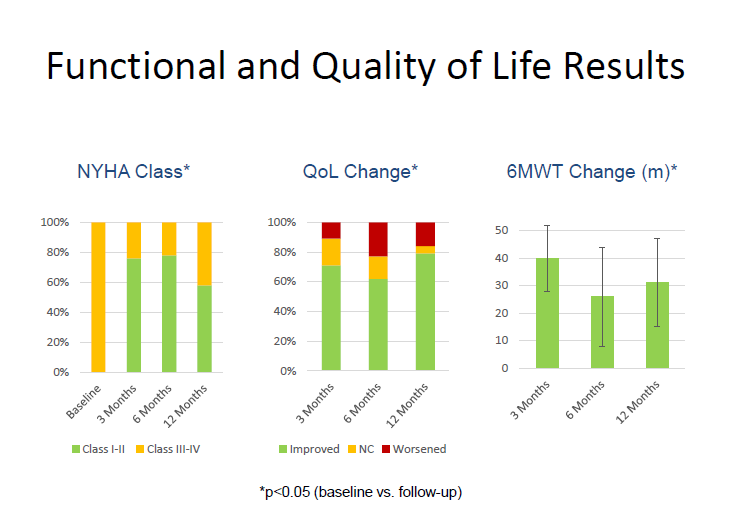 Functional and Quality of Life Results
NYHA Class*
100%
80%
60%
40%
20%
0%
Baseline
3 Months
6 Months
12 Months
Class I-II
Class III-IV
QoL Change*
100%
80%
60%
40%
20%
0%
3 Months
6 Months
12 Months
Improved
NC
Worsened
6MWT Change (m)*
50
40
30
20
10
0
3 Months
6 Months
12 Months
*p<0.05 (baseline vs. follow-up)